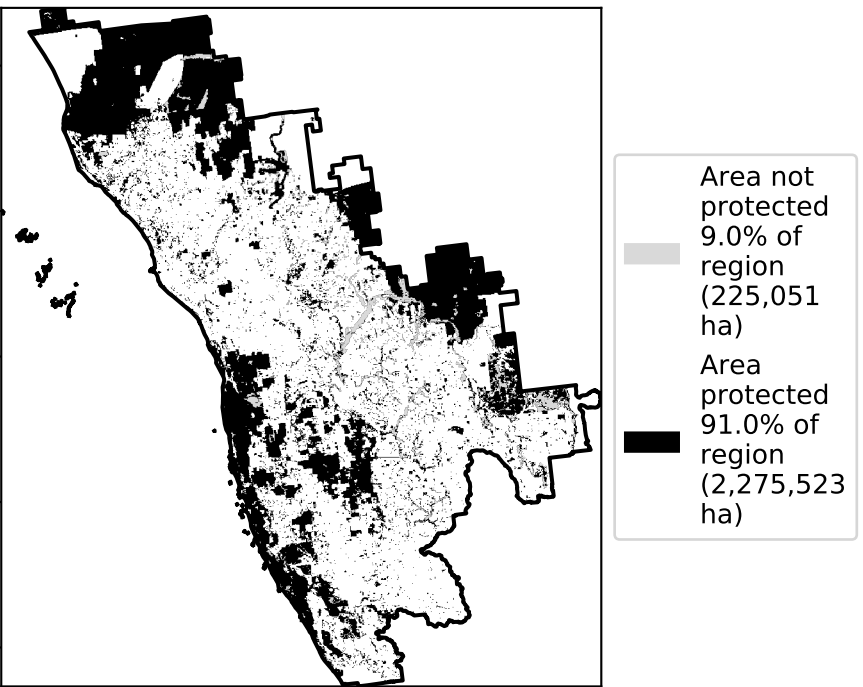 Area not
protected
9.0% of
region
(225,051
ha)
Area
protected
91.0% of
region
(2,275,523
ha)